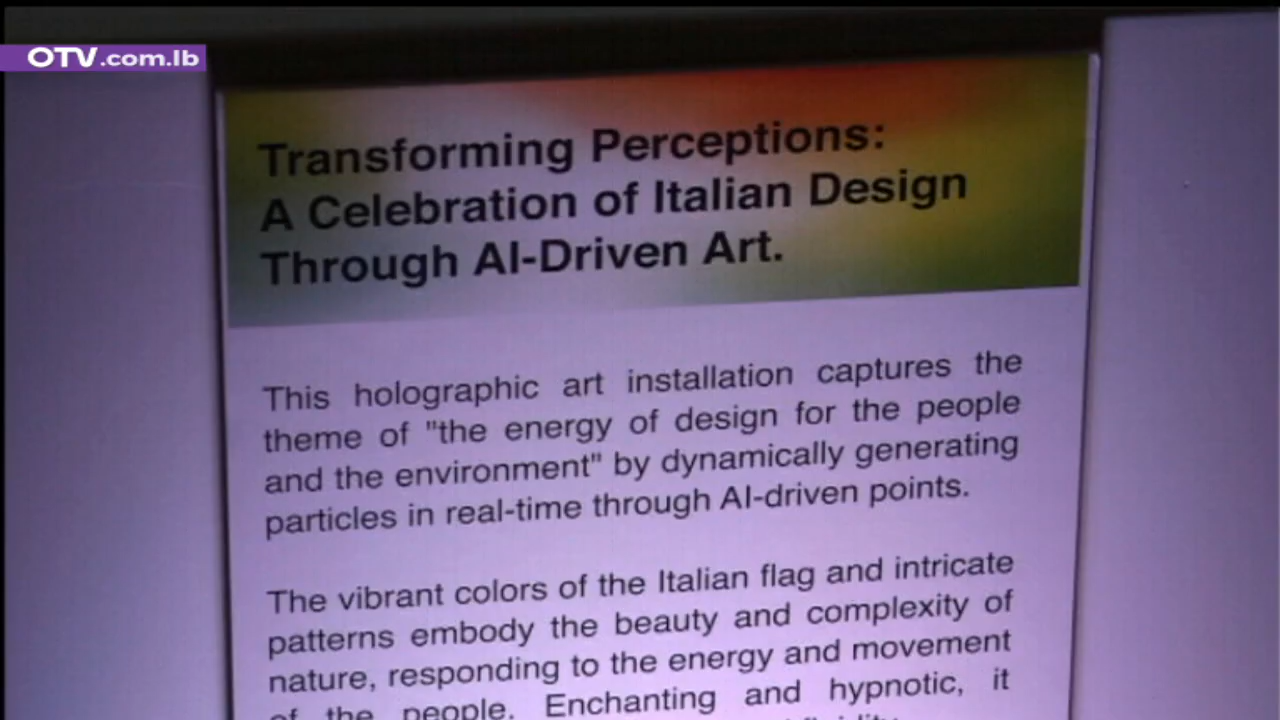 OTV.com.lb
Transforming Perceptions:
A Celebration of Italian Design
Through AI-Driven Art.
This holographic art installation captures the
theme of "the energy of design for the people
and the environment" by dynamically generating
particles in real-time through AI-driven points.
The vibrant colors of the Italian flag and intricate
patterns embody the beauty and complexity of
nature, responding to the energy and movement
of the people. Enchanting and hypnotic, it